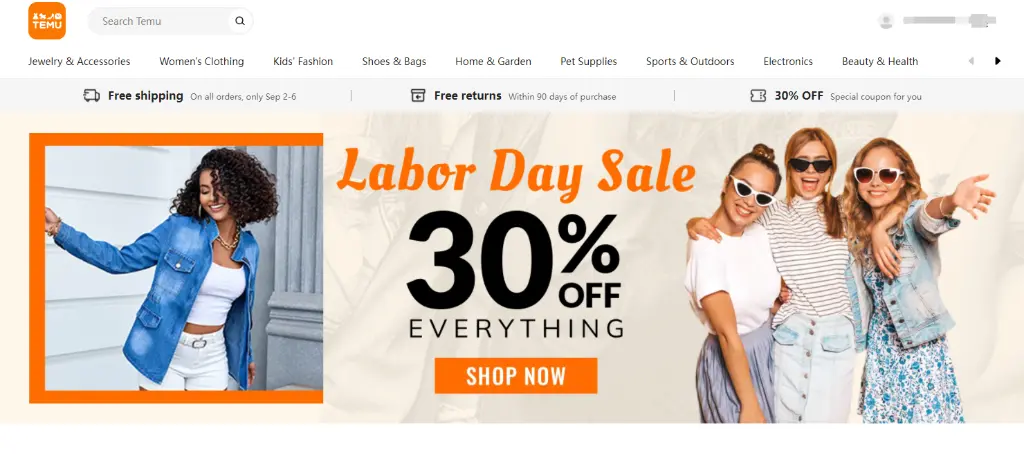 TEMU
Search Temu
Jewelry & Accessories Women's Clothing Kids' Fashion Shoes & Bags Home & Garden Pet Supplies Sports & Outdoors Electronics Beauty & Health
Free shipping On all orders, only Sep 2-6 Free returns Within 90 days of purchase 30% OFF Special coupon for you
Labor Day Sale
30% OFF
EVERYTHING
SHOP NOW